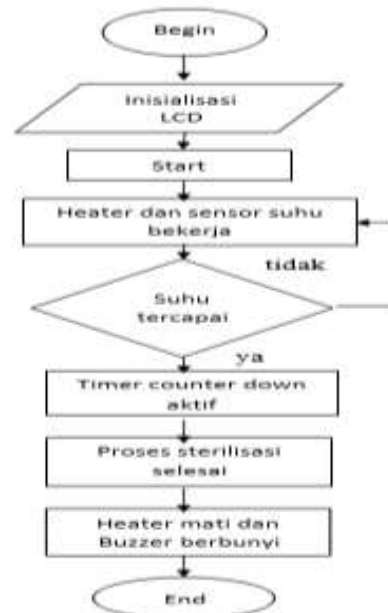 Begin
Inisialisasi
LCD
Start
Heater dan sensor suhu
bekerja
tidak
Suhu
tercapai
ya
Timer counter down
aktif
Proses sterilisasi
selesai
Heater mati dan
Buzzer berbunyi
End